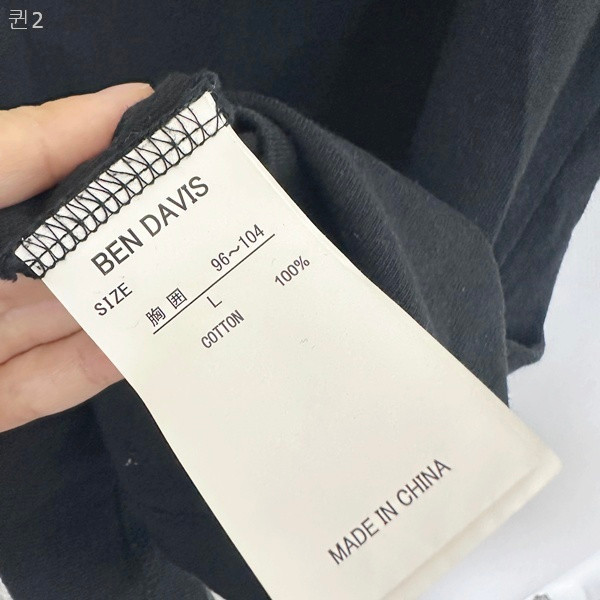 퀸2
BEN DAVIS
SIZE 胸囲 96~104
L
COTTON 100%
MADE IN CHINA